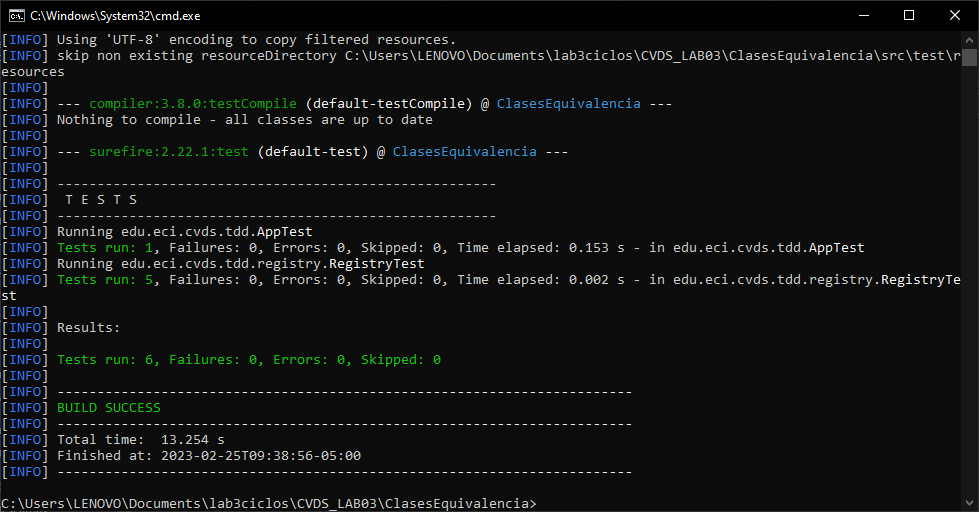 C:\Windows\System32\cmd.exe
[INFO] Using 'UTF-8' encoding to copy filtered resources.
[INFO] skip non existing resourceDirectory C:\Users\LENOVO\Documents\lab3ciclos\CVDS_LAB03\ClasesEquivalencia\src\test\r
esources
[INFO]
[INFO] --- compiler:3.8.0:testCompile (default-testCompile) @ ClasesEquivalencia ---
[INFO] Nothing to compile - all classes are up to date
[INFO]
[INFO] --- surefire:2.22.1:test (default-test) @ ClasesEquivalencia ---
[INFO]
[INFO] -------------------------------------------------------
[INFO]  T E S T S
[INFO] -------------------------------------------------------
[INFO] Running edu.eci.cvds.tdd.AppTest
[INFO] Tests run: 1, Failures: 0, Errors: 0, Skipped: 0, Time elapsed: 0.153 s - in edu.eci.cvds.tdd.AppTest
[INFO] Running edu.eci.cvds.tdd.registry.RegistryTest
[INFO] Tests run: 5, Failures: 0, Errors: 0, Skipped: 0, Time elapsed: 0.002 s - in edu.eci.cvds.tdd.registry.RegistryTe
st
[INFO]
[INFO] Results:
[INFO]
[INFO] Tests run: 6, Failures: 0, Errors: 0, Skipped: 0
[INFO]
[INFO] ------------------------------------------------------------------------
[INFO] BUILD SUCCESS
[INFO] ------------------------------------------------------------------------
[INFO] Total time:  13.254 s
[INFO] Finished at: 2023-02-25T09:38:56-05:00
[INFO] ------------------------------------------------------------------------
C:\Users\LENOVO\Documents\lab3ciclos\CVDS_LAB03\ClasesEquivalencia>